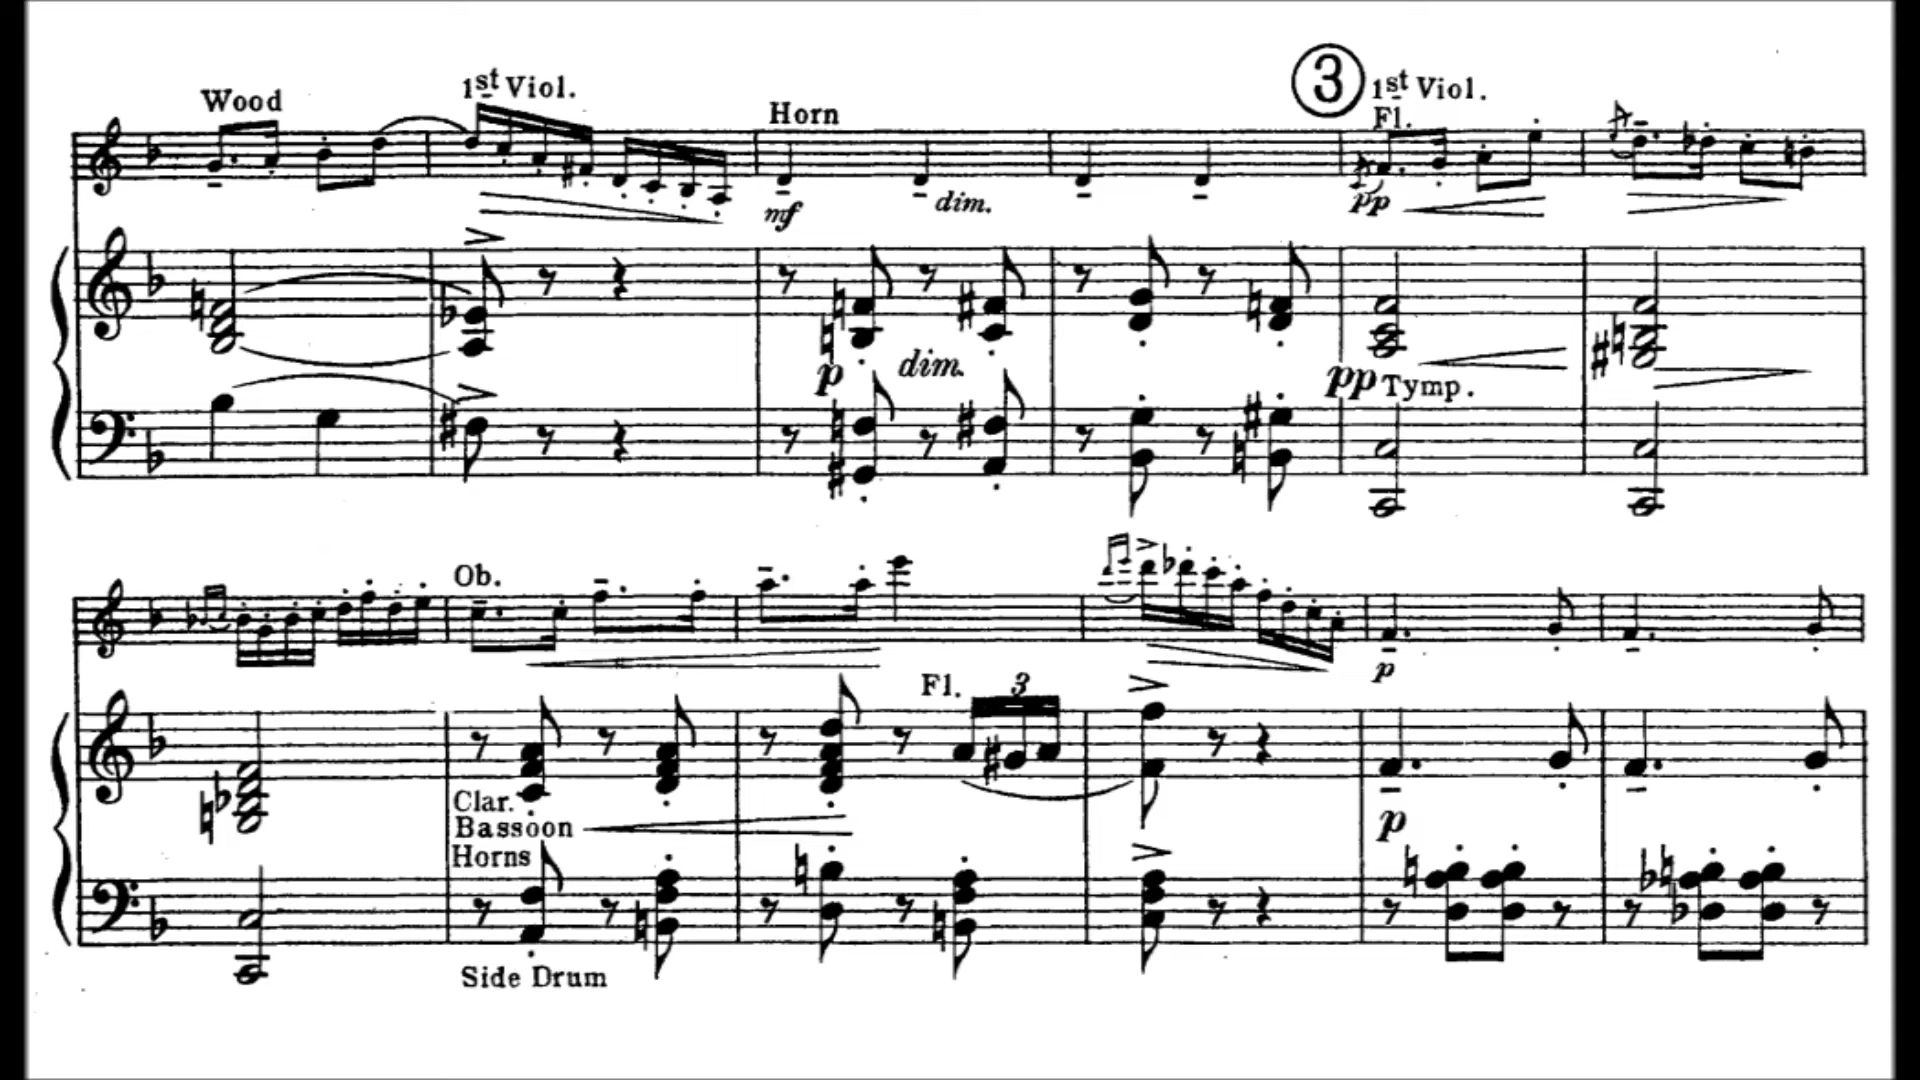 Wood
1st Viol.
Horn
3
1st Viol.
Fl.
mf
dim.
pp
p
dim.
pp Tymp.
Ob.
p
Fl.
3
Clar.
Bassoon
Horns
p
Side Drum